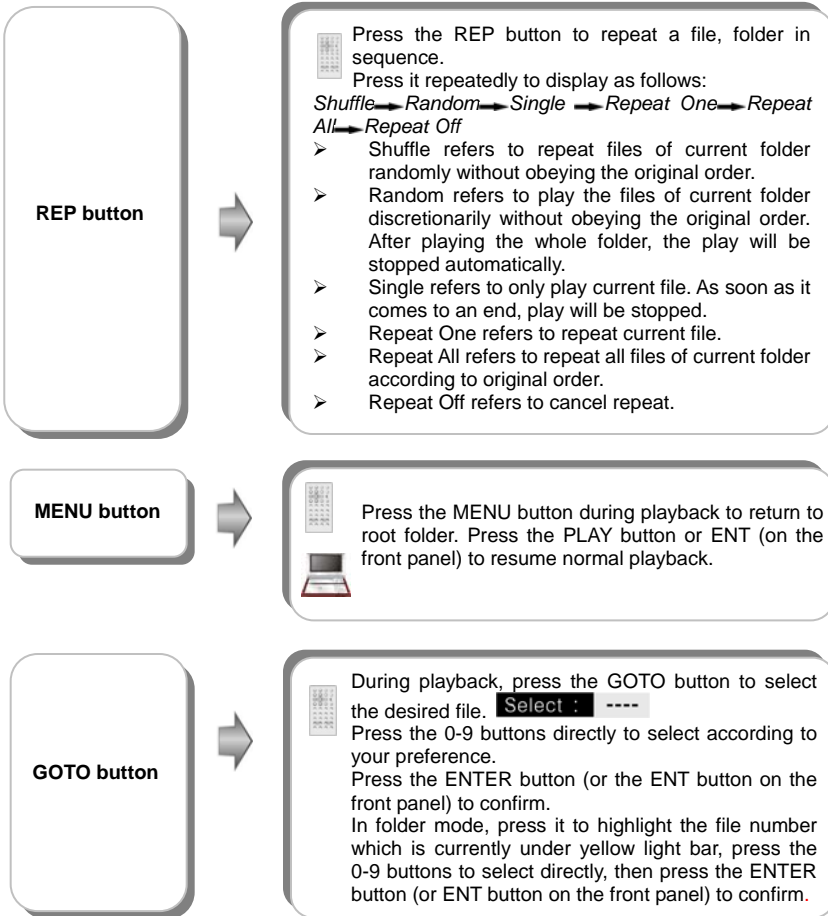 REP button
Press the REP button to repeat a file, folder in
sequence.
Press it repeatedly to display as follows:
Shuffle→Random→Single →Repeat One→Repeat
All→Repeat Off
➢ Shuffle refers to repeat files of current folder
randomly without obeying the original order.
➢ Random refers to play the files of current folder
discretionarily without obeying the original order.
After playing the whole folder, the play will be
stopped automatically.
➢ Single refers to only play current file. As soon as it
comes to an end, play will be stopped.
➢ Repeat One refers to repeat current file.
➢ Repeat All refers to repeat all files of current folder
according to original order.
➢ Repeat Off refers to cancel repeat.
MENU button
Press the MENU button during playback to return to
root folder. Press the PLAY button or ENT (on the
front panel) to resume normal playback.
GOTO button
During playback, press the GOTO button to select
the desired file. Select : ----
Press the 0-9 buttons directly to select according to
your preference.
Press the ENTER button (or the ENT button on the
front panel) to confirm.
In folder mode, press it to highlight the file number
which is currently under yellow light bar, press the
0-9 buttons to select directly, then press the ENTER
button (or ENT button on the front panel) to confirm.